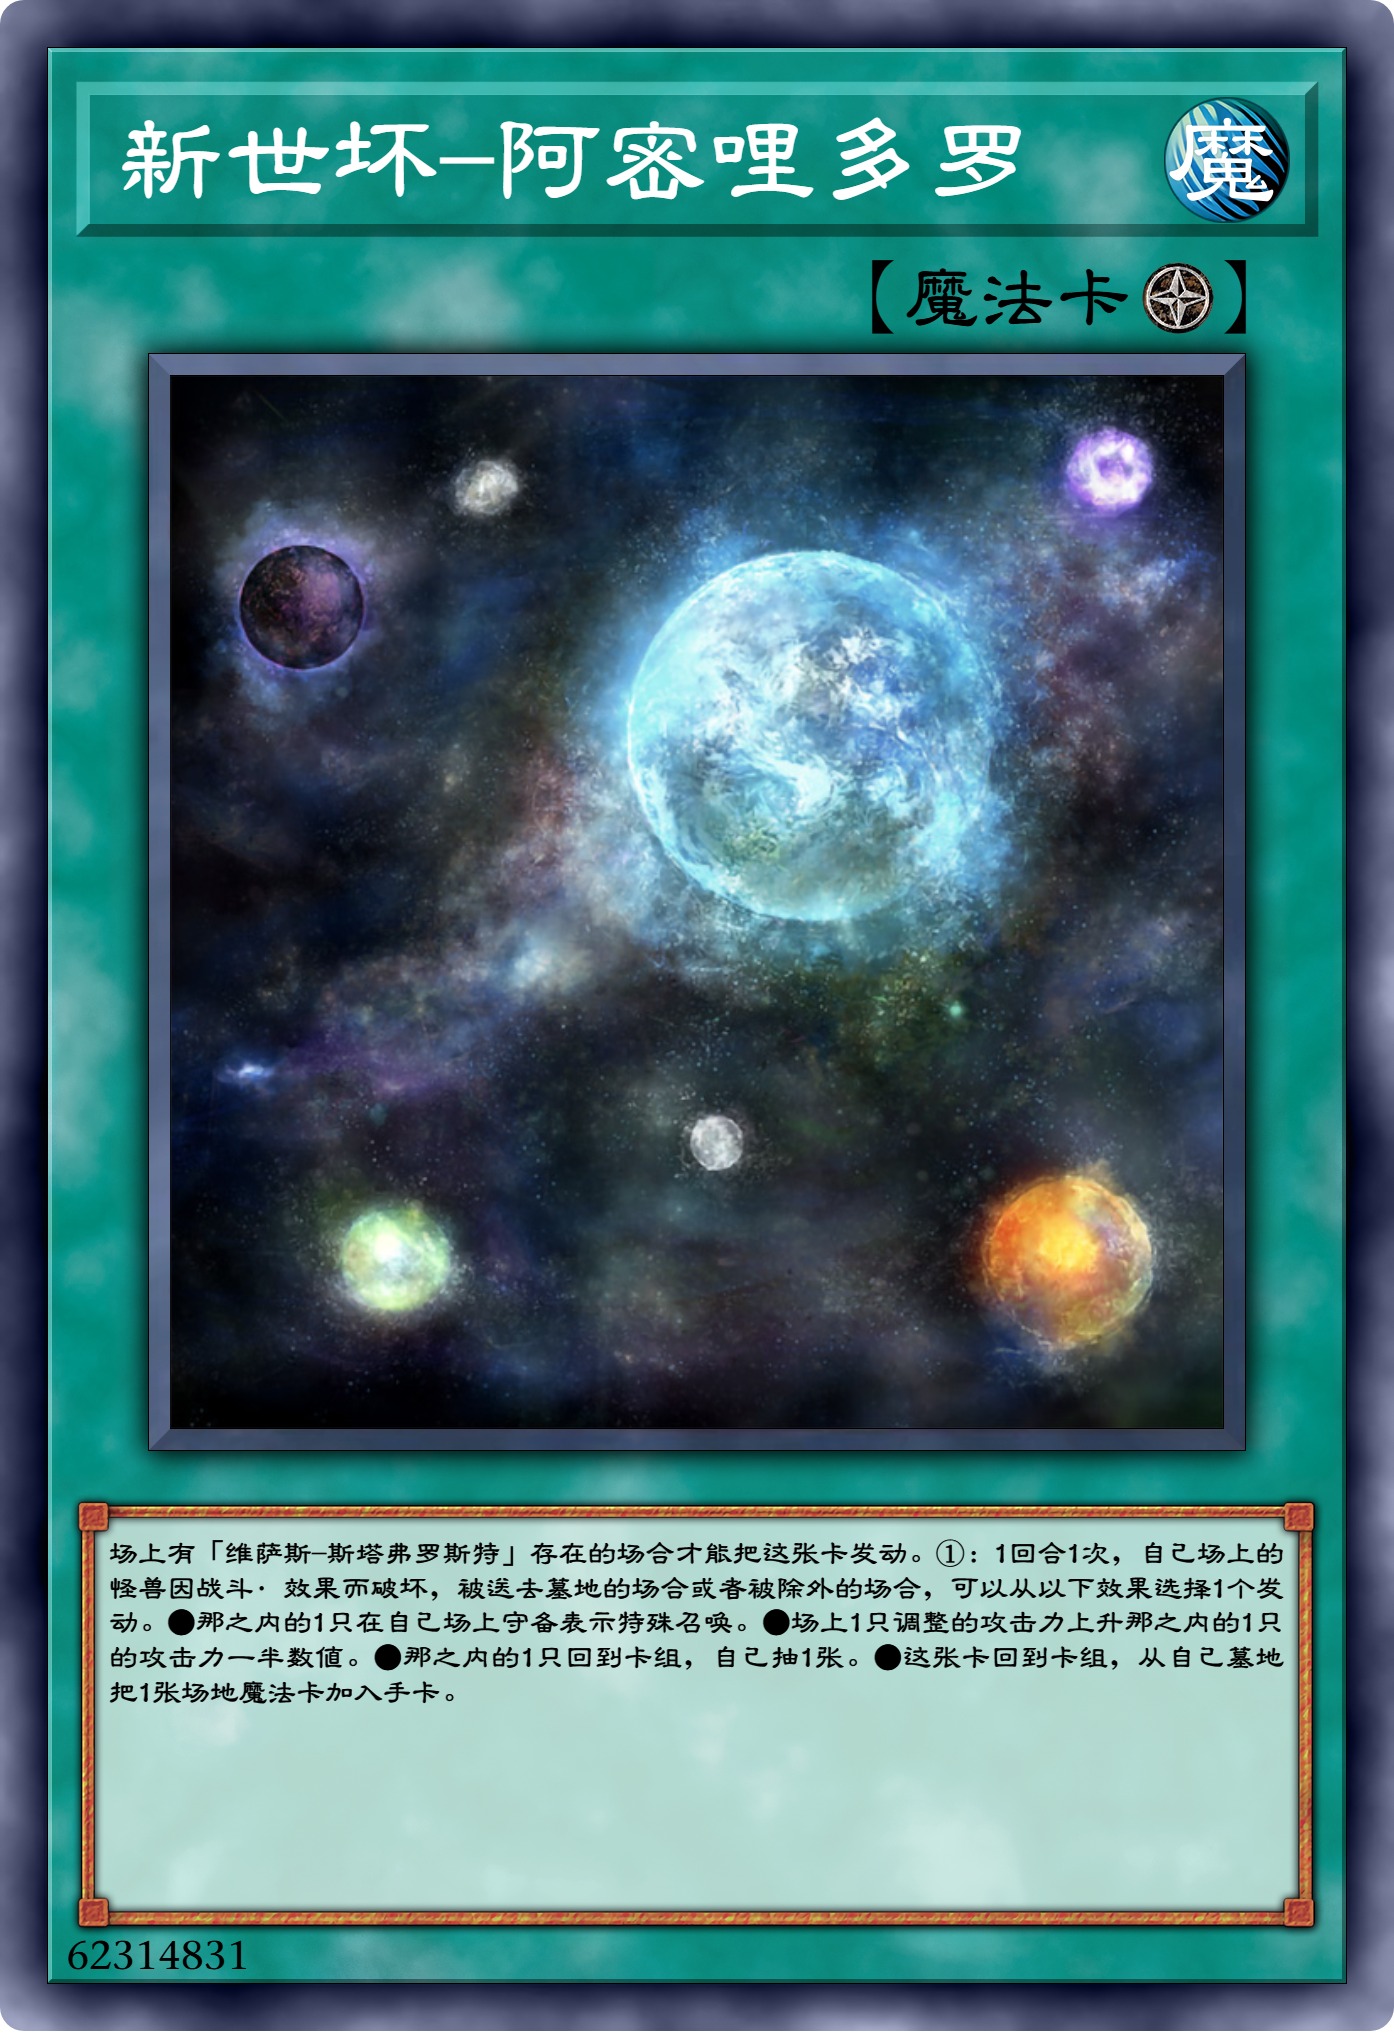 新世坏-阿密哩多罗
魔
【魔法卡】
场上有「维萨斯-斯塔弗罗斯特」存在的场合才能把这张卡发动。①：1回合1次，自己场上的
怪兽因战斗·效果而破坏，被送去墓地的场合或者被除外的场合，可以从以下效果选择1个发
动。●那之内的1只在自己场上守备表示特殊召唤。●场上1只调整的攻击力上升那之内的1只
的攻击力一半数值。●那之内的1只回到卡组，自己抽1张。●这张卡回到卡组，从自己墓地
把1张场地魔法卡加入手卡。
62314831